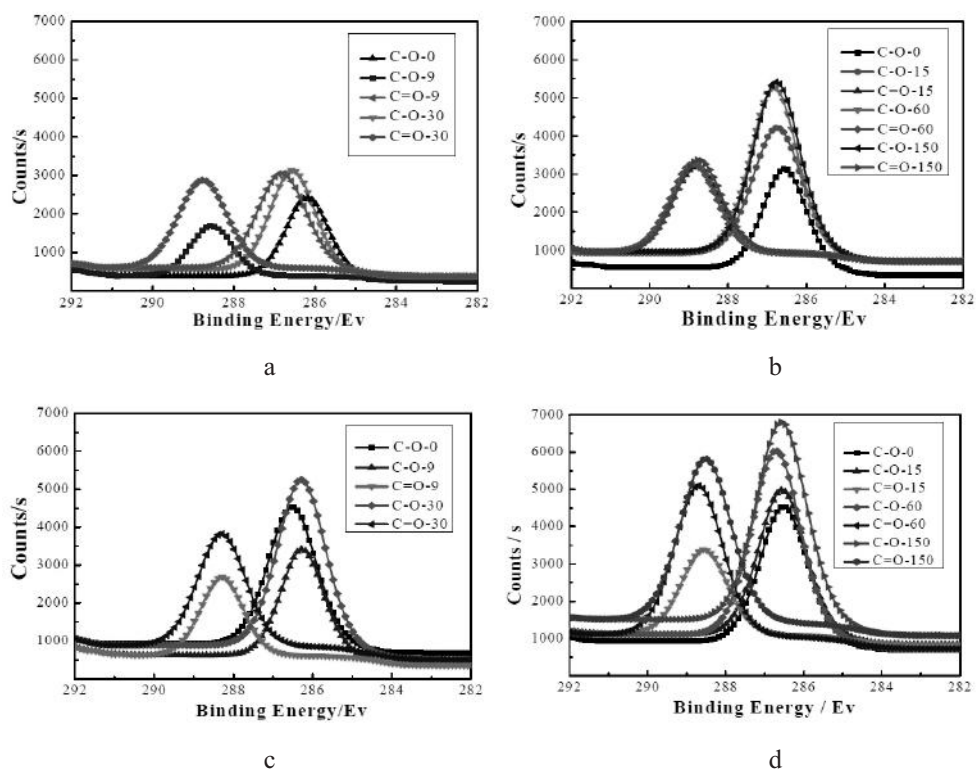 7000
6000
5000
4000
3000
2000
1000
Counts/s
C-O-0
C-O-9
C=O-9
C-O-30
C=O-30
292 290 288 286 284 282
Binding Energy/Ev
a
7000
6000
5000
4000
3000
2000
1000
Counts/s
C-O-0
C-O-15
C=O-15
C-O-60
C=O-60
C-O-150
C=O-150
292 290 288 286 284 282
Binding Energy/Ev
b
7000
6000
5000
4000
3000
2000
1000
Counts/s
C-O-0
C-O-9
C=O-9
C-O-30
C=O-30
292 290 288 286 284 282
Binding Energy/Ev
c
7000
6000
5000
4000
3000
2000
1000
Counts / s
C-O-0
C-O-15
C=O-15
C-O-60
C=O-60
C-O-150
C=O-150
292 290 288 286 284 282
Binding Energy / Ev
d